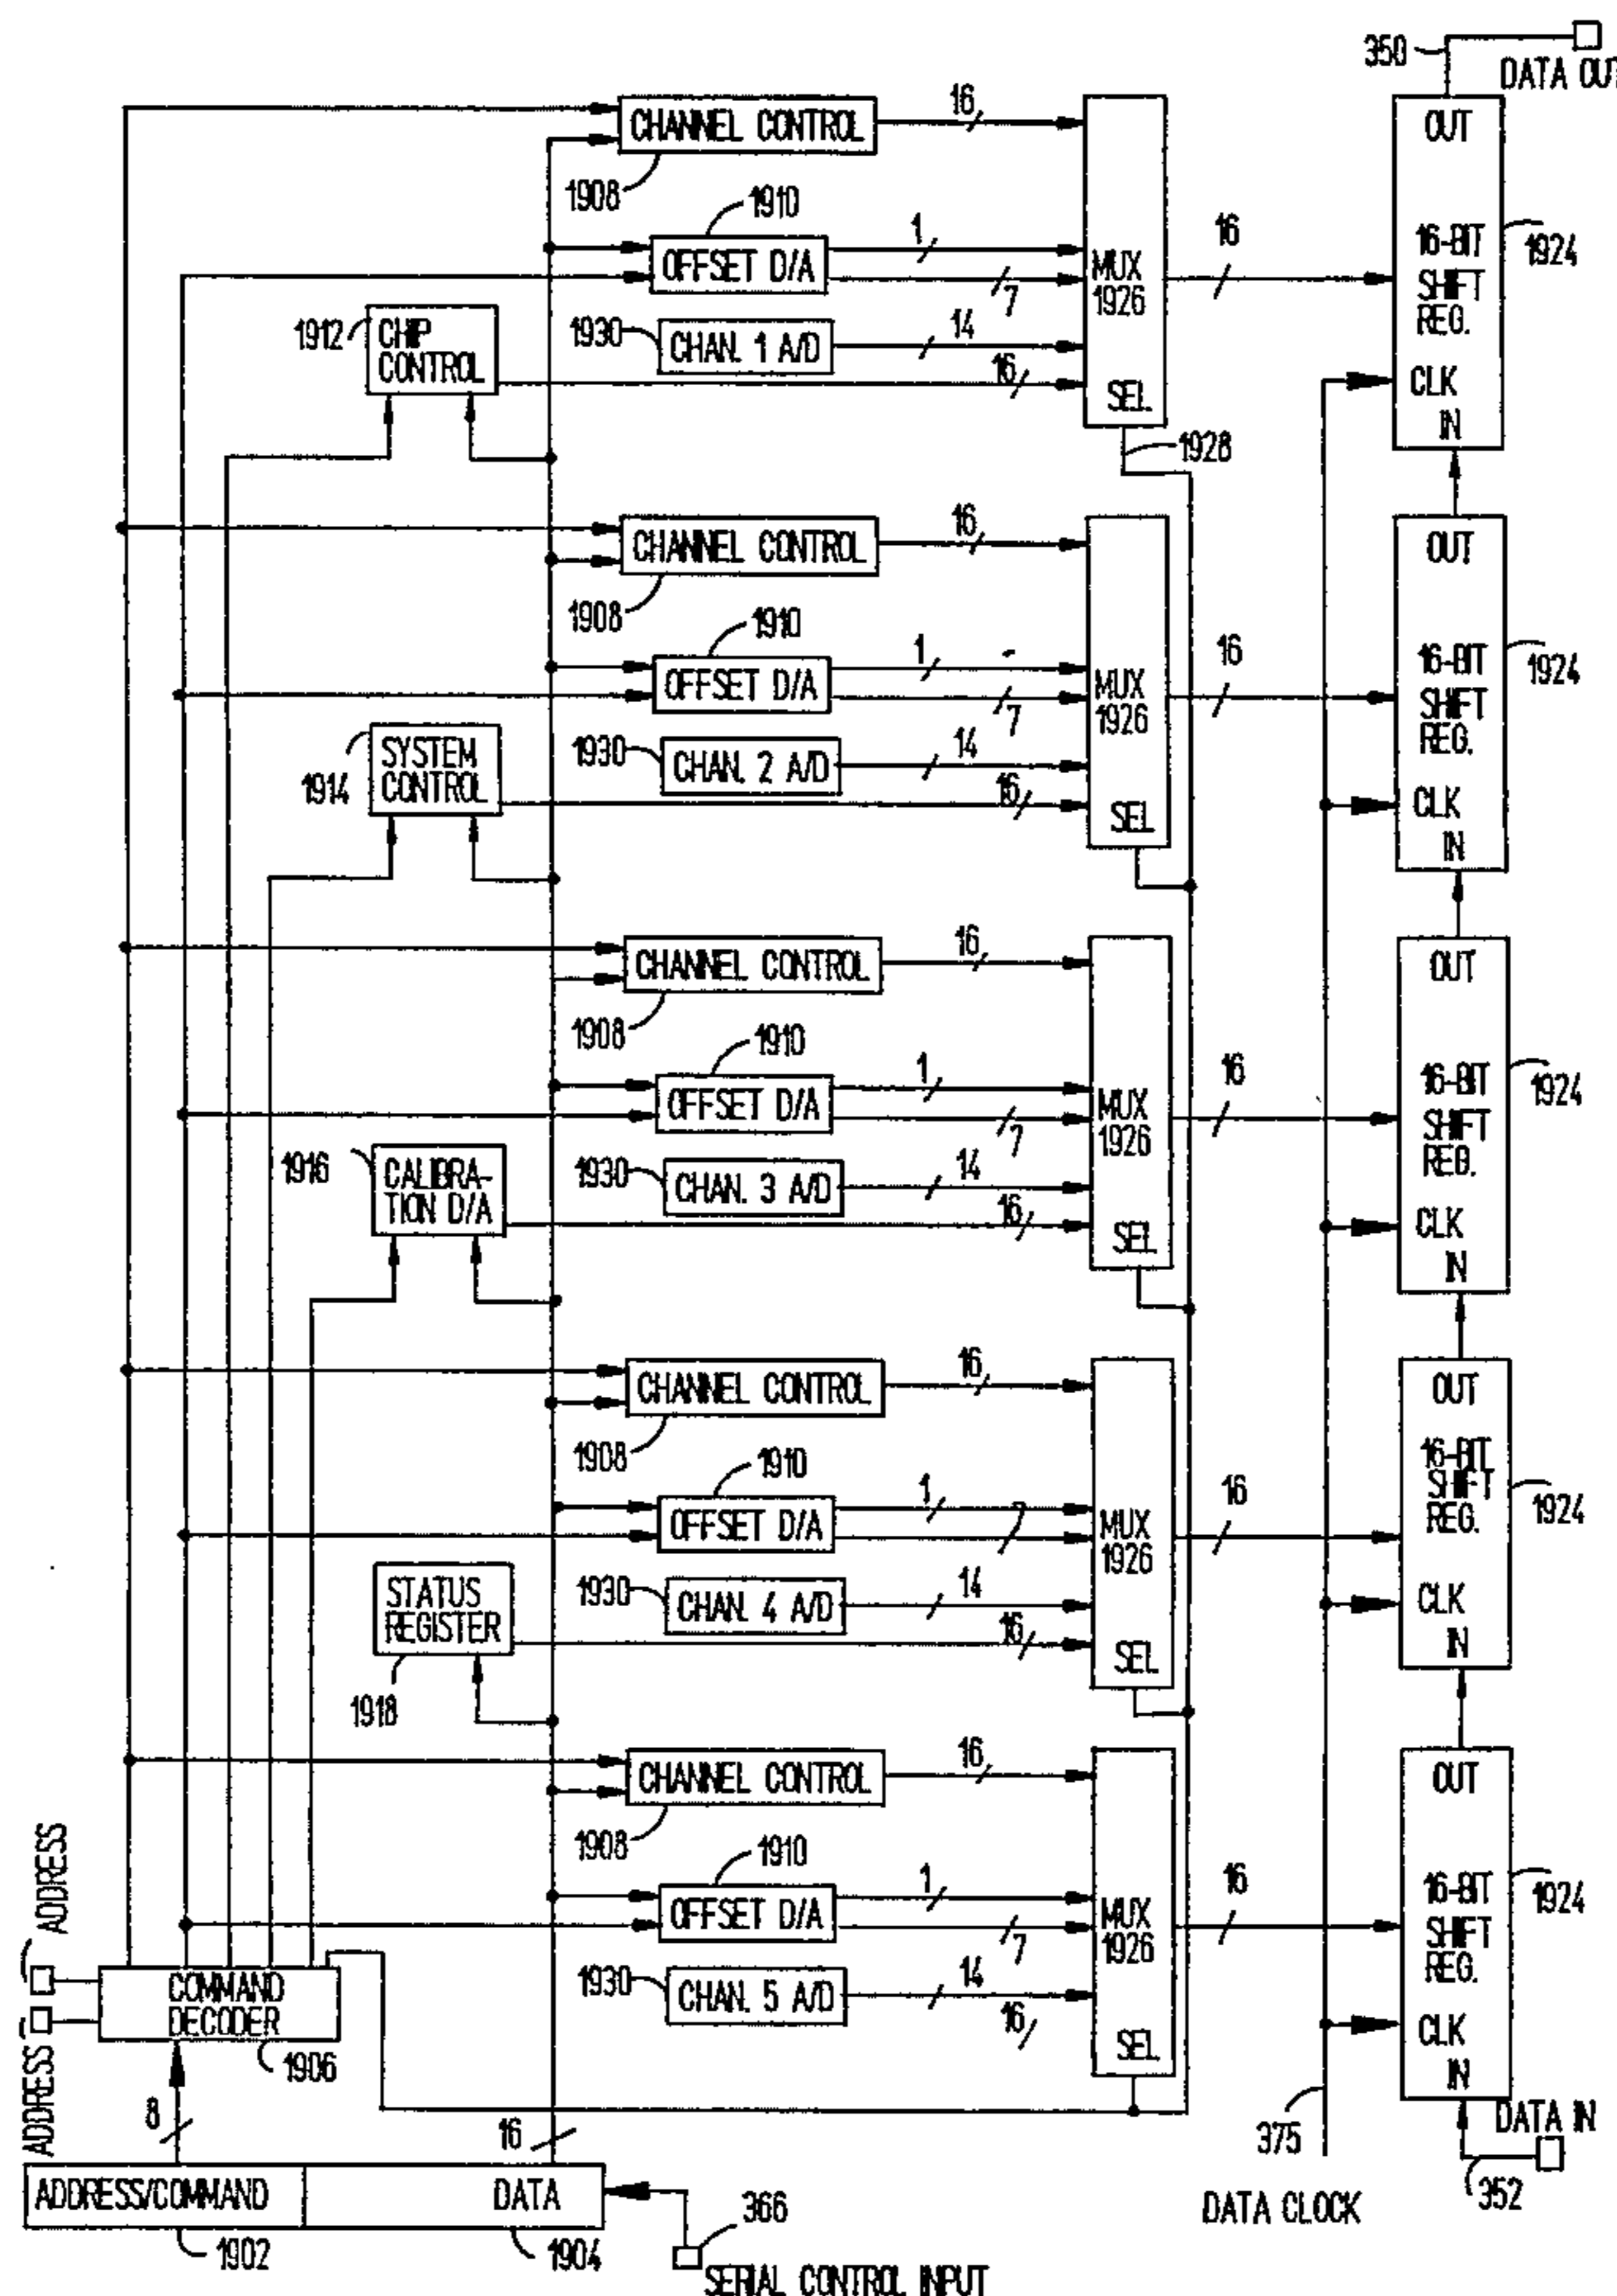 350
DATA OUT
CHANNEL CONTROL
16
OUT
1908
1910
1
16
16-BIT
SHIFT
REG.
1924
OFFSET D/A
7
MUX
1926
1912
CHIP
CONTROL
1930
CHAN. 1 A/D
14
16
SEL
CLK
IN
1928
CHANNEL CONTROL
16
OUT
1908
1910
1
16
16-BIT
SHIFT
REG.
1924
OFFSET D/A
7
MUX
1926
1914
SYSTEM
CONTROL
1930
CHAN. 2 A/D
14
16
SEL
CLK
IN
CHANNEL CONTROL
16
OUT
1908
1910
1
16
16-BIT
SHIFT
REG.
1924
OFFSET D/A
7
MUX
1926
1916
CALIBRA-
TION D/A
1930
CHAN. 3 A/D
14
16
SEL
CLK
IN
CHANNEL CONTROL
16
OUT
1908
1910
1
16
16-BIT
SHIFT
REG.
1924
OFFSET D/A
7
MUX
1926
STATUS
REGISTER
1918
1930
CHAN. 4 A/D
14
16
SEL
CLK
IN
CHANNEL CONTROL
16
OUT
1908
1910
1
16
16-BIT
SHIFT
REG.
1924
OFFSET D/A
7
MUX
1926
1930
CHAN. 5 A/D
14
16
SEL
CLK
IN
ADDRESS
ADDRESS
COMMAND
DECODER
1906
8
16
ADDRESS/COMMAND
DATA
1902
1904
366
SERIAL CONTROL INPUT
375
DATA CLOCK
DATA IN
352